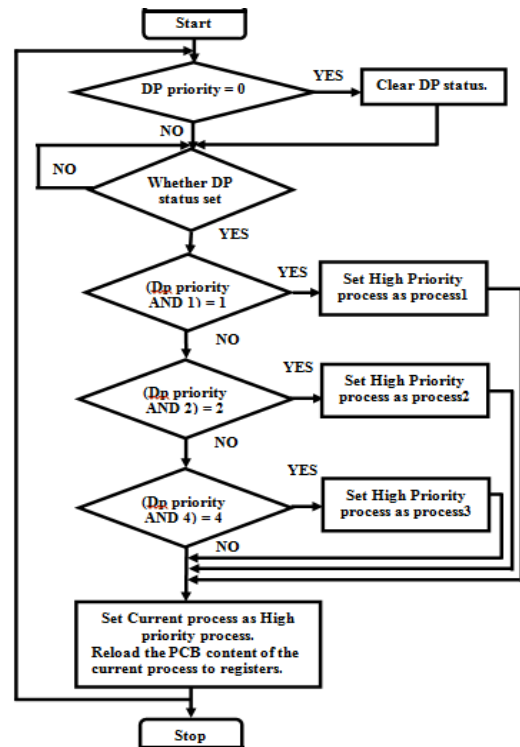 Start
DP priority = 0
YES
Clear DP status.
NO
NO
Whether DP
status set
YES
(Dp priority
AND 1) = 1
YES
Set High Priority
process as process1
NO
(Dp priority
AND 2) = 2
YES
Set High Priority
process as process2
NO
(Dp priority
AND 4) = 4
YES
Set High Priority
process as process3
NO
Set Current process as High
priority process.
Reload the PCB content of the
current process to registers.
Stop